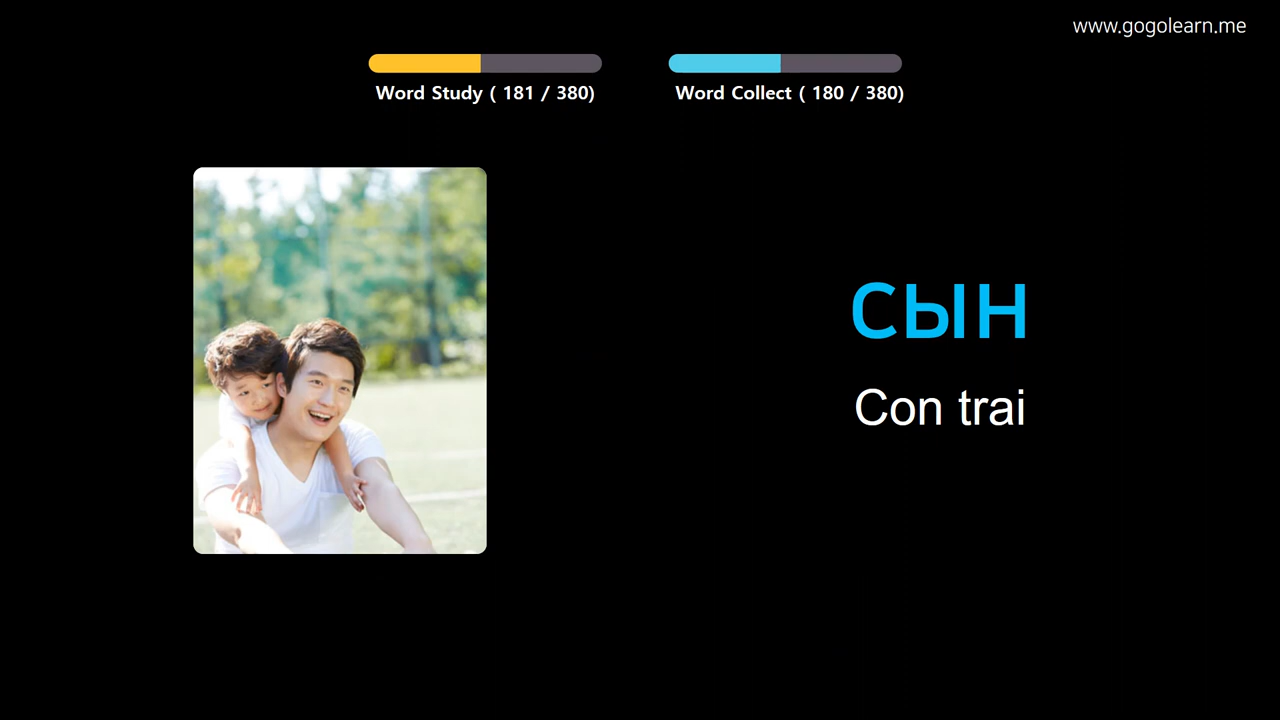 www.gogolearn.me
Word Study ( 181 / 380)
Word Collect ( 180 / 380)
сын
Con trai